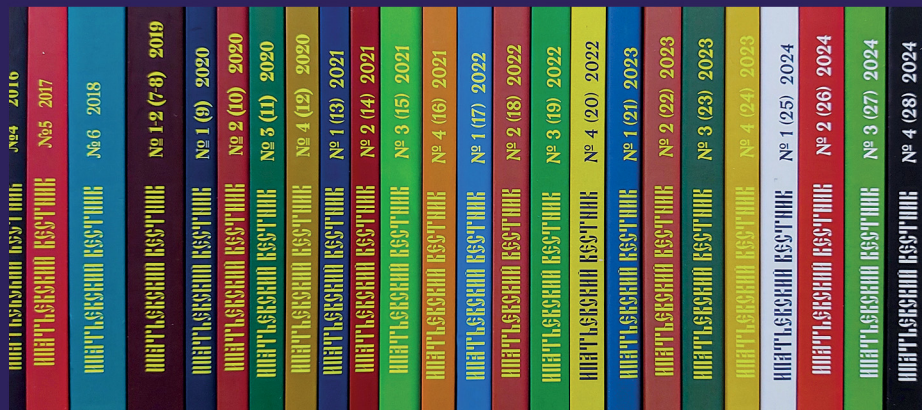 ИПАТЬЕВСКИЙ ВЕСТНИК №4 2016
ИПАТЬЕВСКИЙ ВЕСТНИК №5 2017
ИПАТЬЕВСКИЙ ВЕСТНИК № 6 2018
ИПАТЬЕВСКИЙ ВЕСТНИК № 1-2 (7-8) 2019
ИПАТЬЕВСКИЙ ВЕСТНИК № 1 (9) 2020
ИПАТЬЕВСКИЙ ВЕСТНИК № 2 (10) 2020
ИПАТЬЕВСКИЙ ВЕСТНИК № 3 (11) 2020
ИПАТЬЕВСКИЙ ВЕСТНИК № 4 (12) 2020
ИПАТЬЕВСКИЙ ВЕСТНИК № 1 (13) 2021
ИПАТЬЕВСКИЙ ВЕСТНИК № 2 (14) 2021
ИПАТЬЕВСКИЙ ВЕСТНИК № 3 (15) 2021
ИПАТЬЕВСКИЙ ВЕСТНИК № 4 (16) 2021
ИПАТЬЕВСКИЙ ВЕСТНИК № 1 (17) 2022
ИПАТЬЕВСКИЙ ВЕСТНИК № 2 (18) 2022
ИПАТЬЕВСКИЙ ВЕСТНИК № 3 (19) 2022
ИПАТЬЕВСКИЙ ВЕСТНИК № 4 (20) 2022
ИПАТЬЕВСКИЙ ВЕСТНИК № 1 (21) 2023
ИПАТЬЕВСКИЙ ВЕСТНИК № 2 (22) 2023
ИПАТЬЕВСКИЙ ВЕСТНИК № 3 (23) 2023
ИПАТЬЕВСКИЙ ВЕСТНИК № 4 (24) 2023
ИПАТЬЕВСКИЙ ВЕСТНИК № 1 (25) 2024
ИПАТЬЕВСКИЙ ВЕСТНИК № 2 (26) 2024
ИПАТЬЕВСКИЙ ВЕСТНИК № 3 (27) 2024
ИПАТЬЕВСКИЙ ВЕСТНИК № 4 (28) 2024